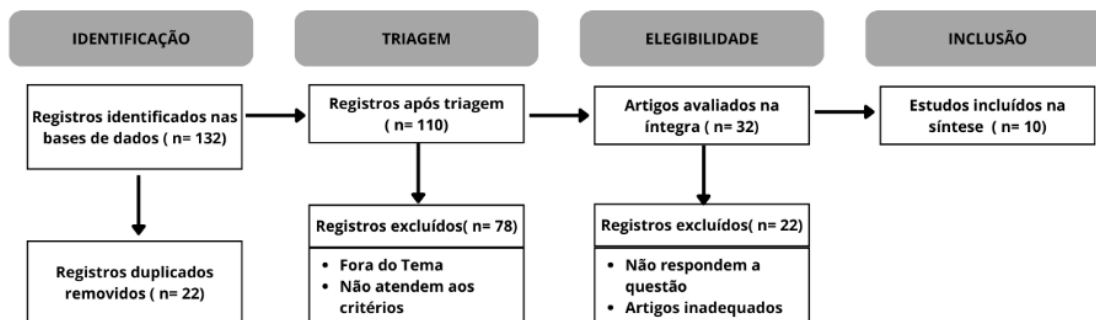 IDENTIFICAÇÃO
TRIAGEM
ELEGIBILIDADE
INCLUSÃO
Registros identificados nas
bases de dados ( n= 132)
Registros após triagem
( n= 110)
Artigos avaliados na
íntegra ( n= 32)
Estudos incluídos na
síntese ( n= 10)
Registros duplicados
removidos ( n= 22)
Registros excluídos( n= 78)
• Fora do Tema
• Não atendem aos
critérios
Registros excluídos( n= 22)
• Não respondem a
questão
• Artigos inadequados